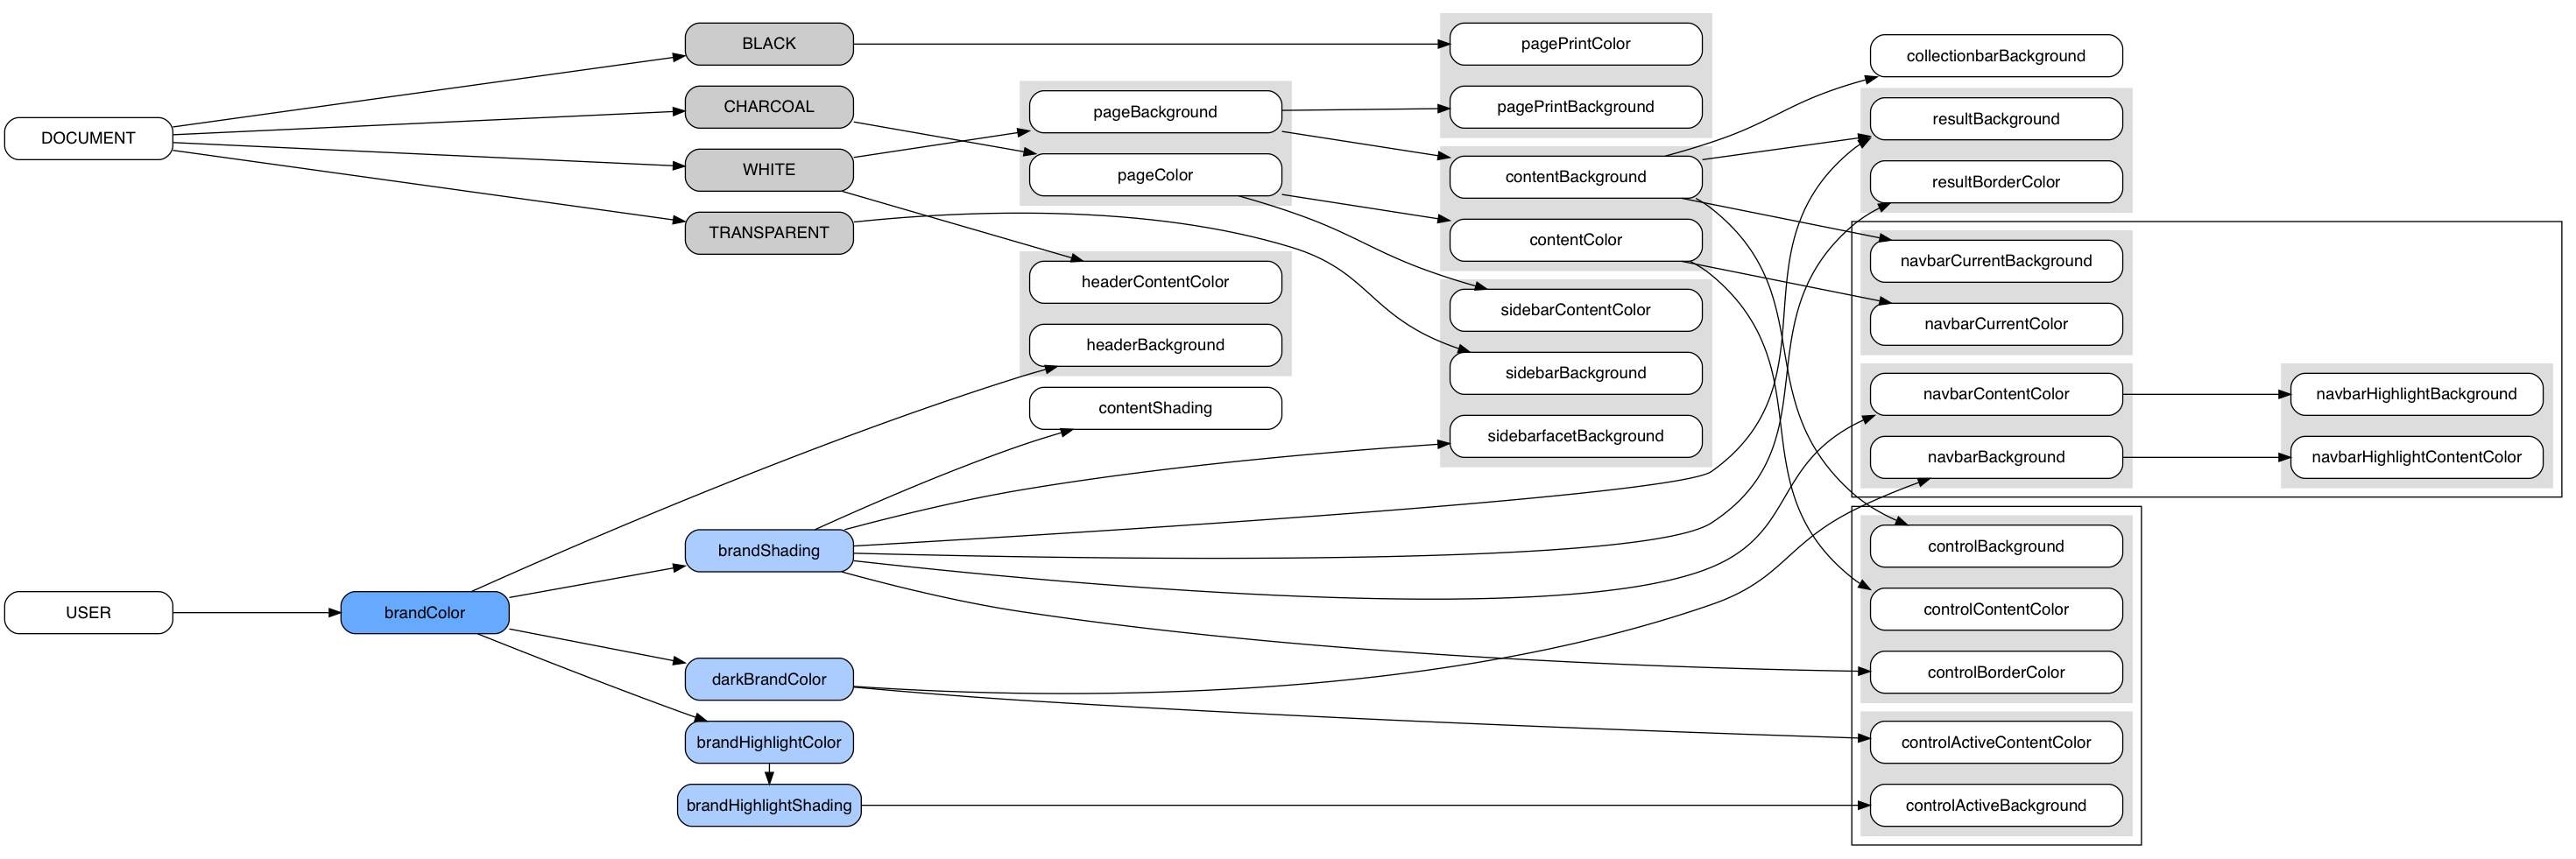 DOCUMENT
USER
brandColor
BLACK
CHARCOAL
WHITE
TRANSPARENT
brandShading
darkBrandColor
brandHighlightColor
brandHighlightShading
pageBackground
pageColor
headerContentColor
headerBackground
contentShading
pagePrintColor
pagePrintBackground
contentBackground
contentColor
sidebarContentColor
sidebarBackground
sidebarfacetBackground
collectionbarBackground
resultBackground
resultBorderColor
navbarCurrentBackground
navbarCurrentColor
navbarContentColor
navbarBackground
controlBackground
controlContentColor
controlBorderColor
controlActiveContentColor
controlActiveBackground
navbarHighlightBackground
navbarHighlightContentColor